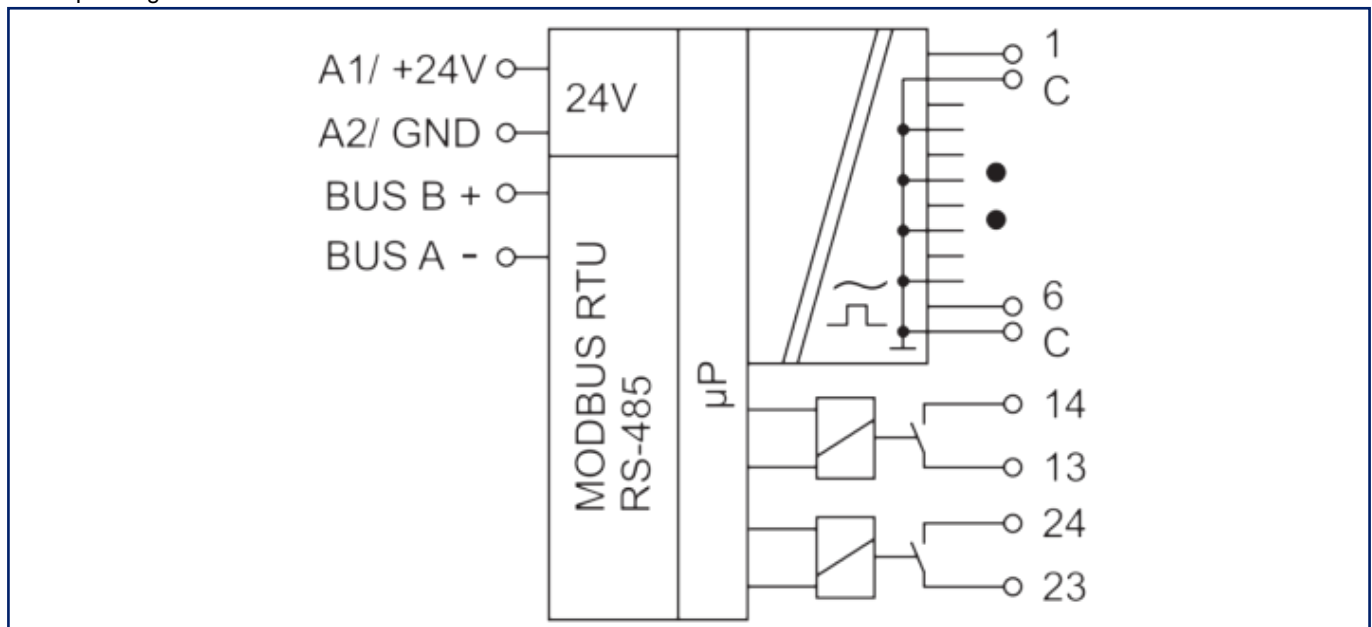 A1/ +24V
A2/ GND
BUS B +
BUS A -
24V
MODBUS RTU
RS-485
µP
1
C
6
C
14
13
24
23